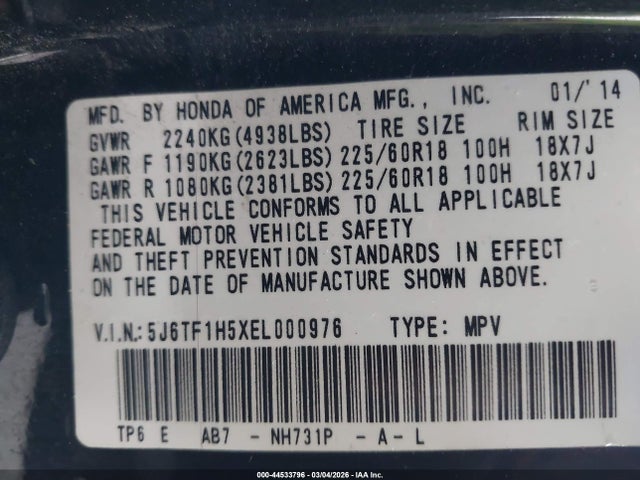 MFD. BY HONDA OF AMERICA MFG., INC. 01/'14
GVWR 2240KG(4938LBS) TIRE SIZE RIM SIZE
GAWR F 1190KG(2623LBS) 225/60R18 100H 18X7J
GAWR R 1080KG(2381LBS) 225/60R18 100H 18X7J
THIS VEHICLE CONFORMS TO ALL APPLICABLE
FEDERAL MOTOR VEHICLE SAFETY
AND THEFT PREVENTION STANDARDS IN EFFECT
ON THE DATE OF MANUFACTURE SHOWN ABOVE.
V.I.N.: 5J6TF1H5XEL000976 TYPE: MPV
TP6 E AB7 - NH731P - A - L
000-44533796 - 03/04/2026 - IAA Inc.